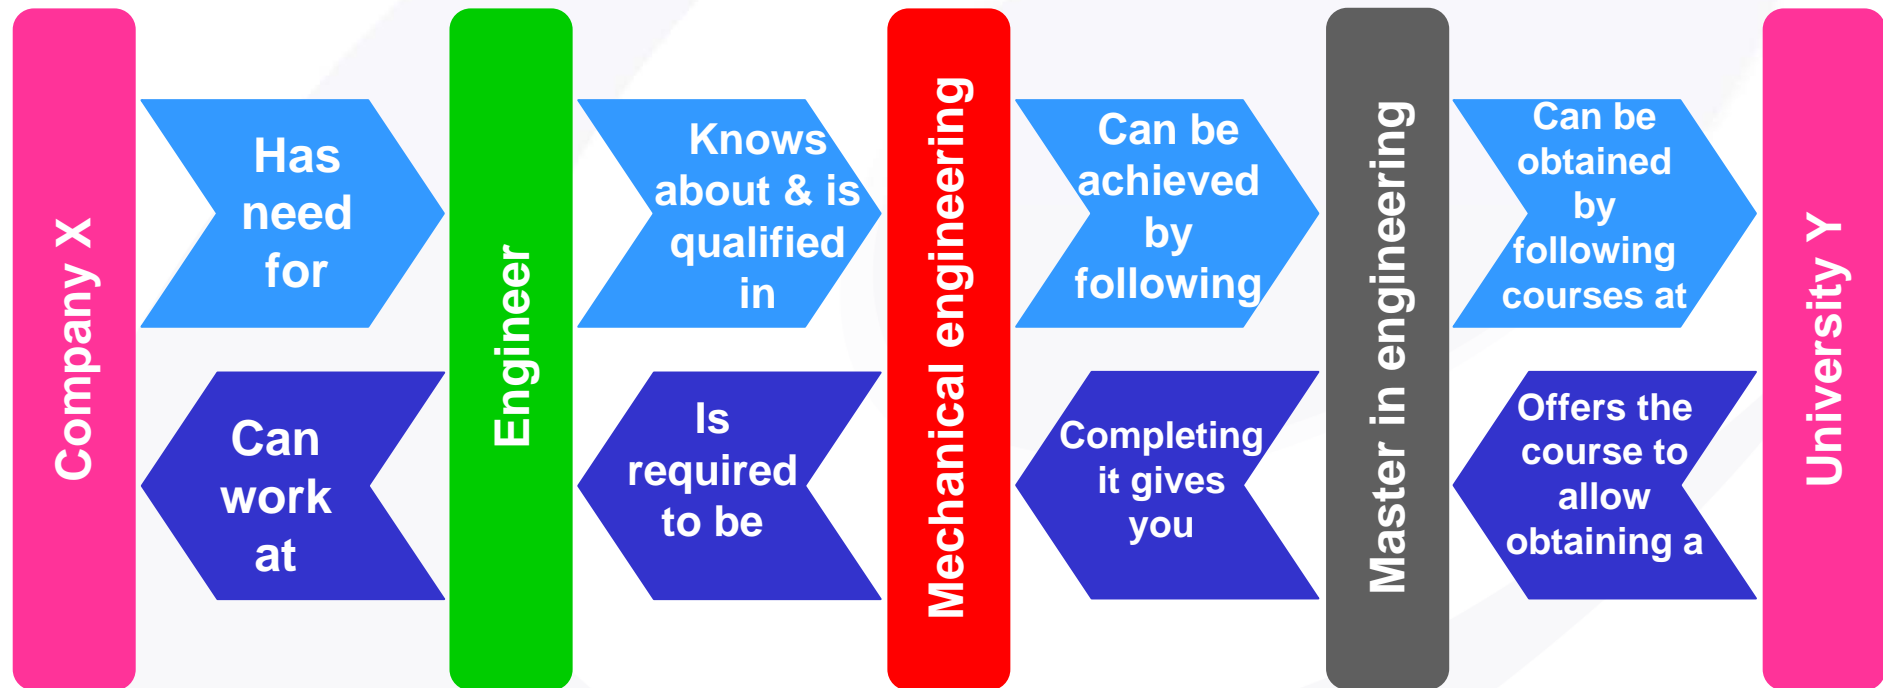 Company X
Has
need
for
Can
work
at
Engineer
Knows
about & is
qualified
in
Is
required
to be
Mechanical engineering
Can be
achieved
by
following
Completing
it gives
you
Master in engineering
Can be
obtained
by
following
courses at
Offers the
course to
allow
obtaining a
University Y